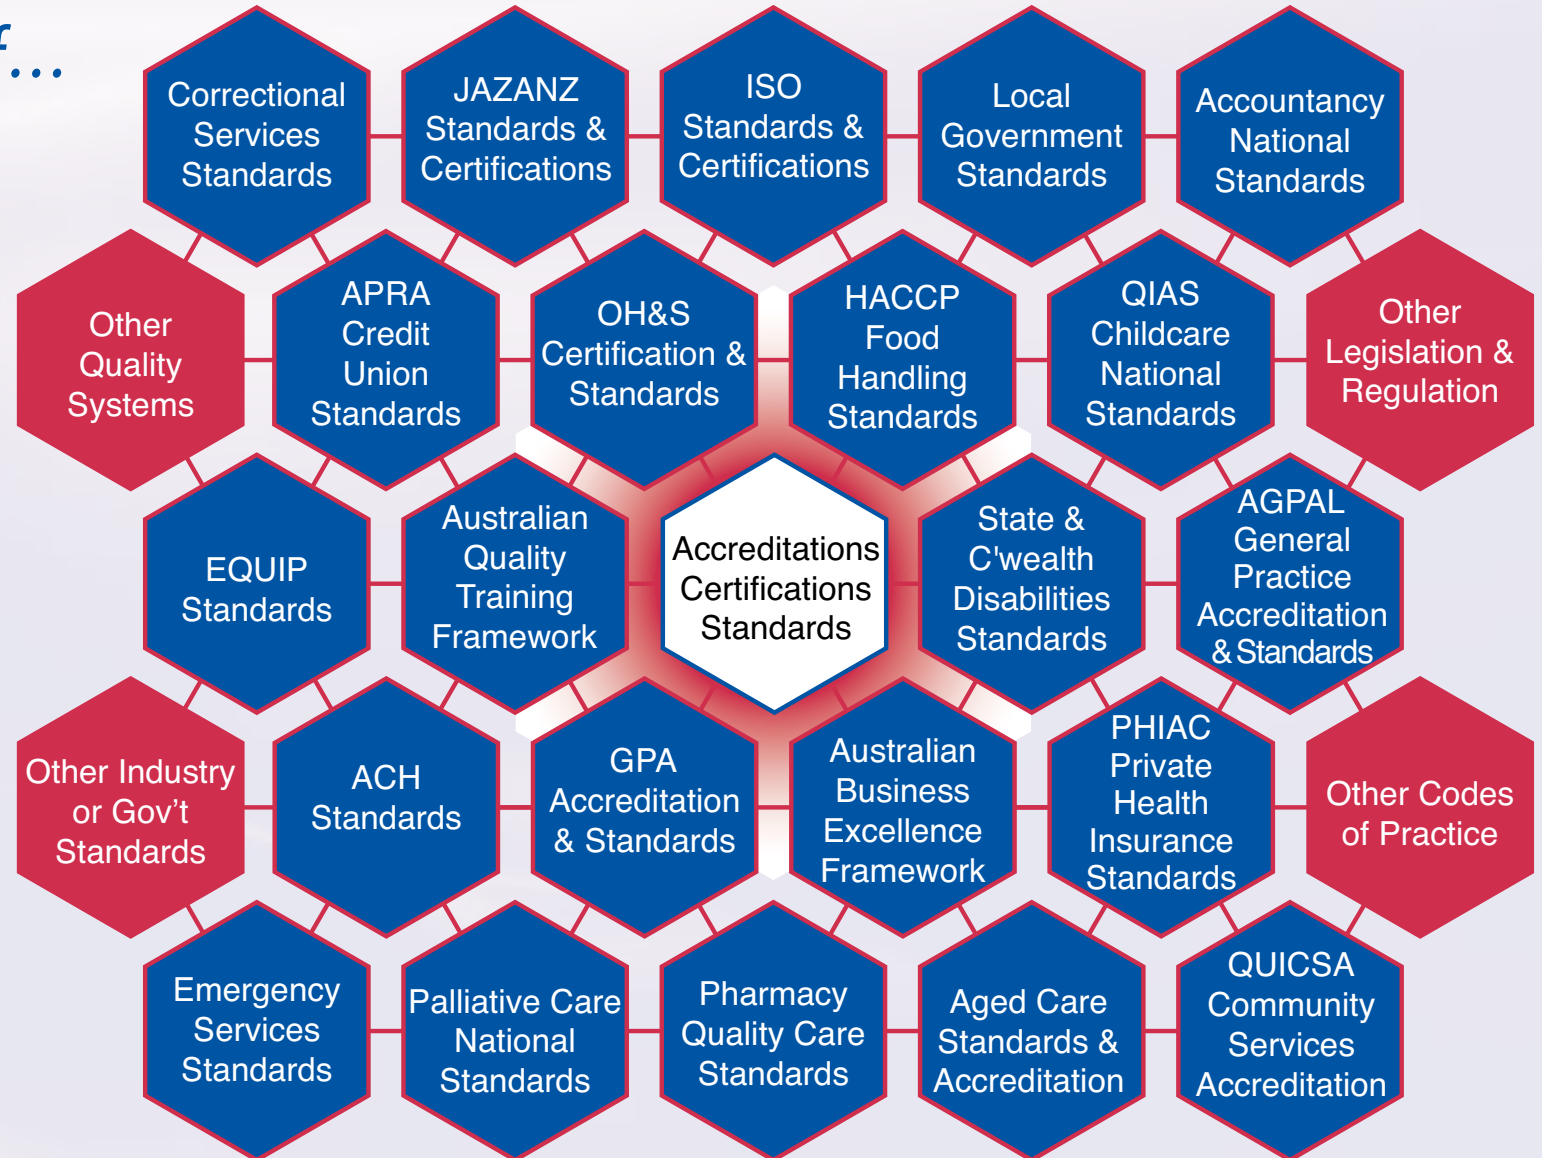 f...
Correctional
Services
Standards
JAZANZ
Standards &
Certifications
ISO
Standards &
Certifications
Local
Government
Standards
Accountancy
National
Standards
Other
Quality
Systems
APRA
Credit
Union
Standards
OH&S
Certification &
Standards
HACCP
Food
Handling
Standards
QIAS
Childcare
National
Standards
Other
Legislation &
Regulation
EQUIP
Standards
Australian
Quality
Training
Framework
Accreditations
Certifications
Standards
State &
C'wealth
Disabilities
Standards
AGPAL
General
Practice
Accreditation
& Standards
Other Industry
or Gov’t
Standards
ACH
Standards
GPA
Accreditation
& Standards
Australian
Business
Excellence
Framework
PHIAC
Private
Health
Insurance
Standards
Other Codes
of Practice
Emergency
Services
Standards
Palliative Care
National
Standards
Pharmacy
Quality Care
Standards
Aged Care
Standards &
Accreditation
QUICSA
Community
Services
Accreditation